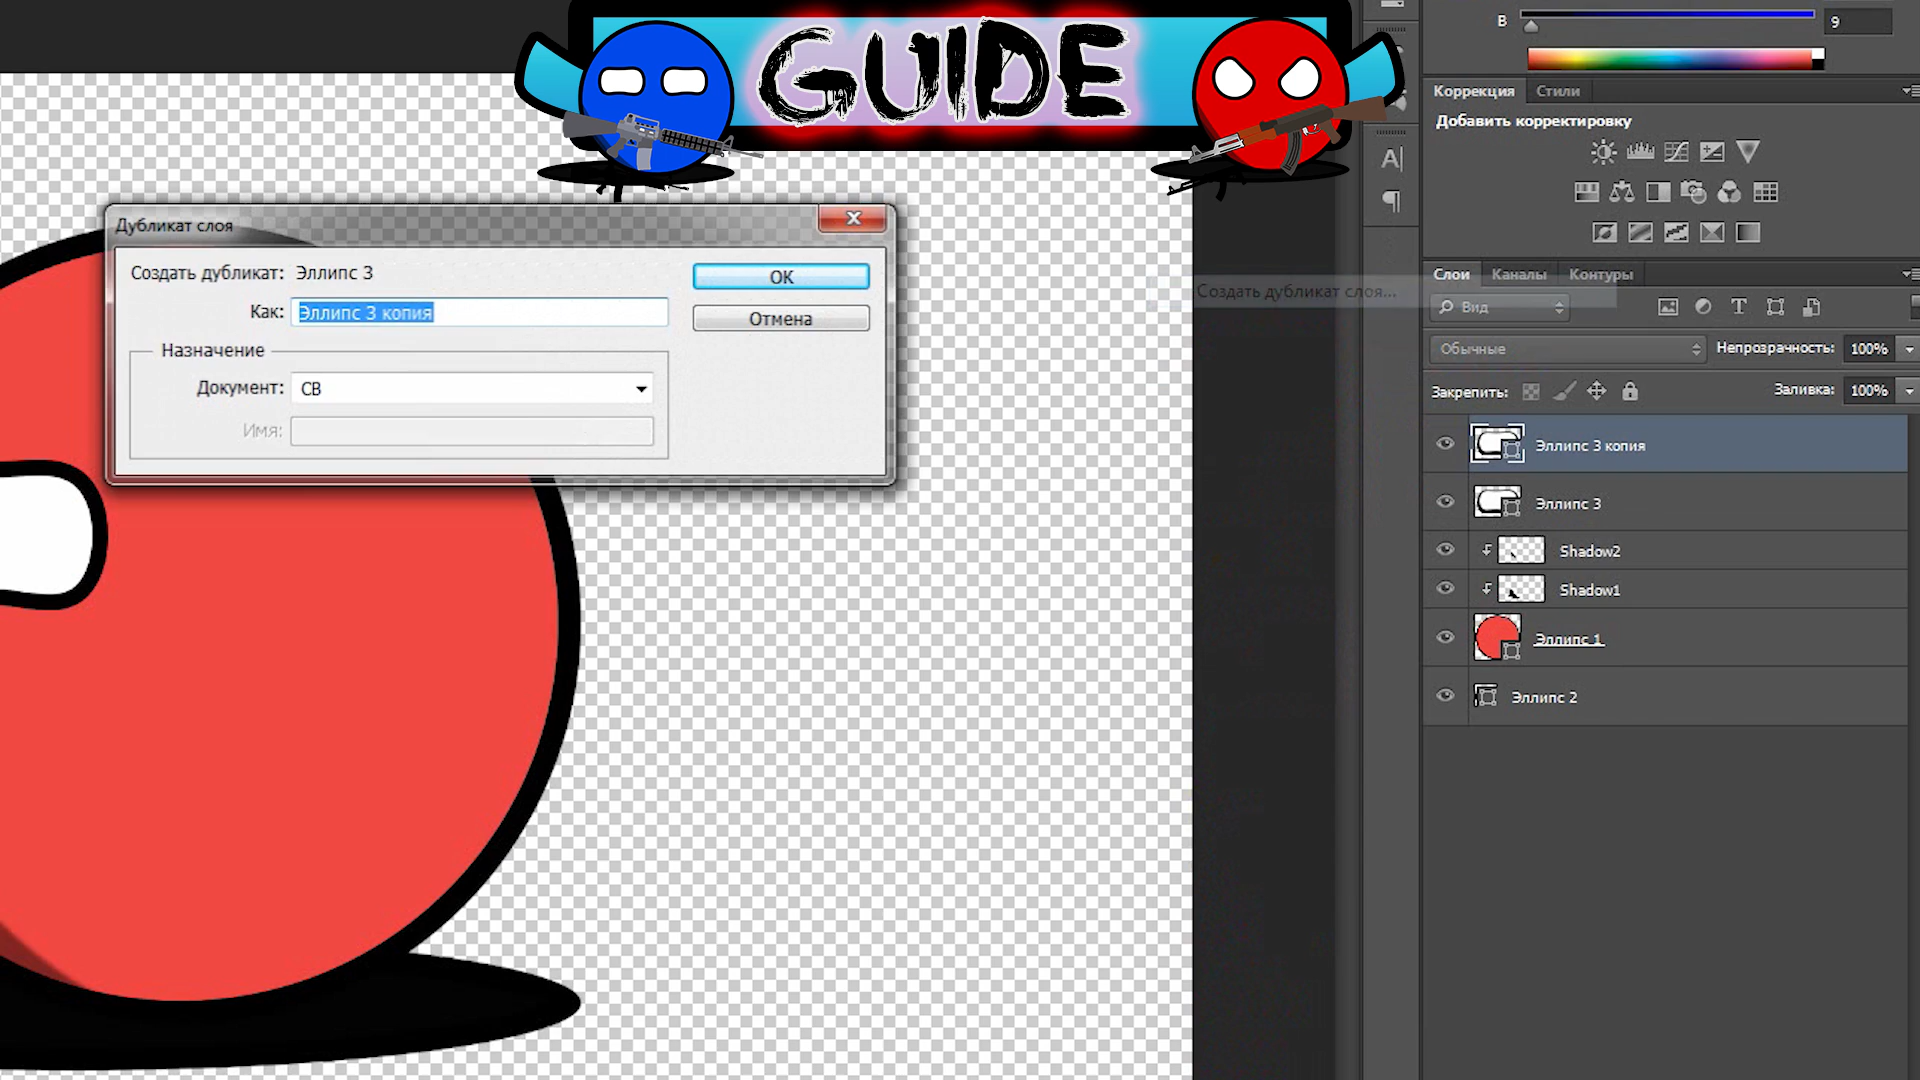 GUIDE
B 9
Коррекция Стили
Добавить корректировку
Дубликат слоя
Создать дубликат: Эллипс 3
Как: Эллипс 3 копия
OK
Отмена
Назначение
Документ: СВ
Имя:
Создать дубликат слоя...
Слои Каналы Контуры
Вид
Обычные Непрозрачность: 100%
Закрепить: Заливка: 100%
Эллипс 3 копия
Эллипс 3
Shadow2
Shadow1
Эллипс 1
Эллипс 2